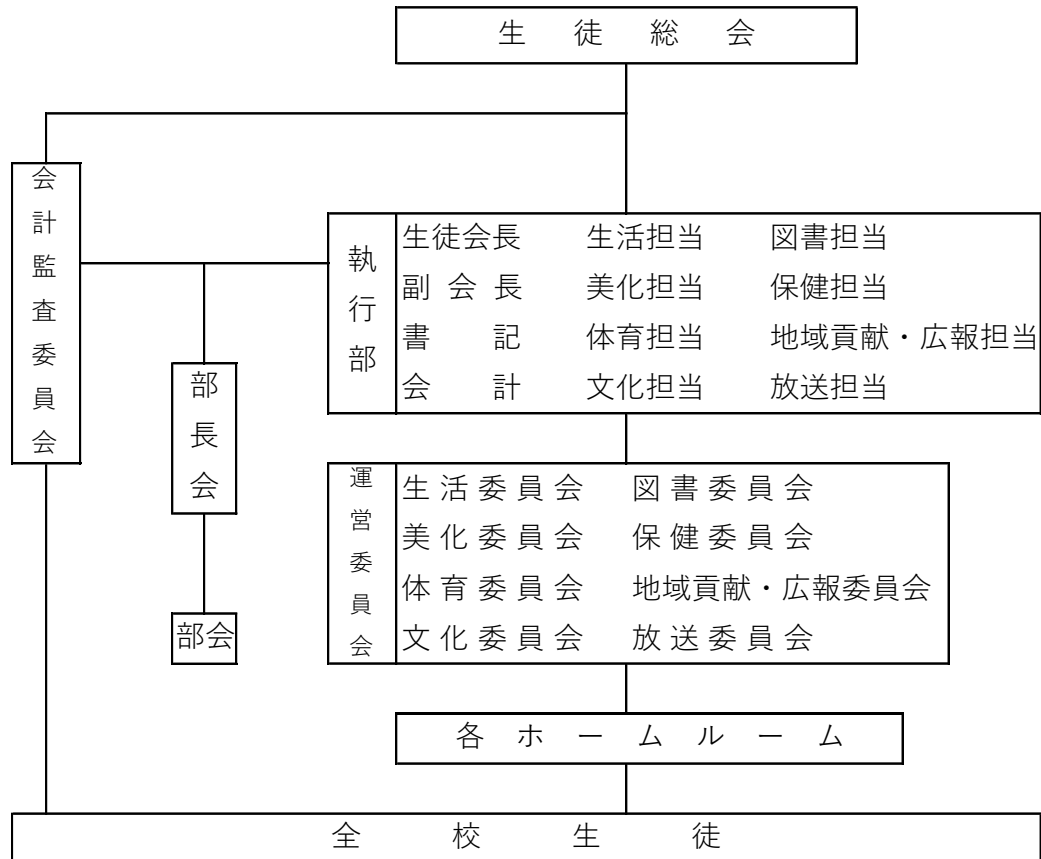 生徒総会
会計監査委員会
執行部
生徒会長 生活担当 図書担当
副会長 美化担当 保健担当
書記 体育担当 地域貢献・広報担当
会計 文化担当 放送担当
部長会
部会
運営委員会
生活委員会 図書委員会
美化委員会 保健委員会
体育委員会 地域貢献・広報委員会
文化委員会 放送委員会
各ホームルーム
全校生徒